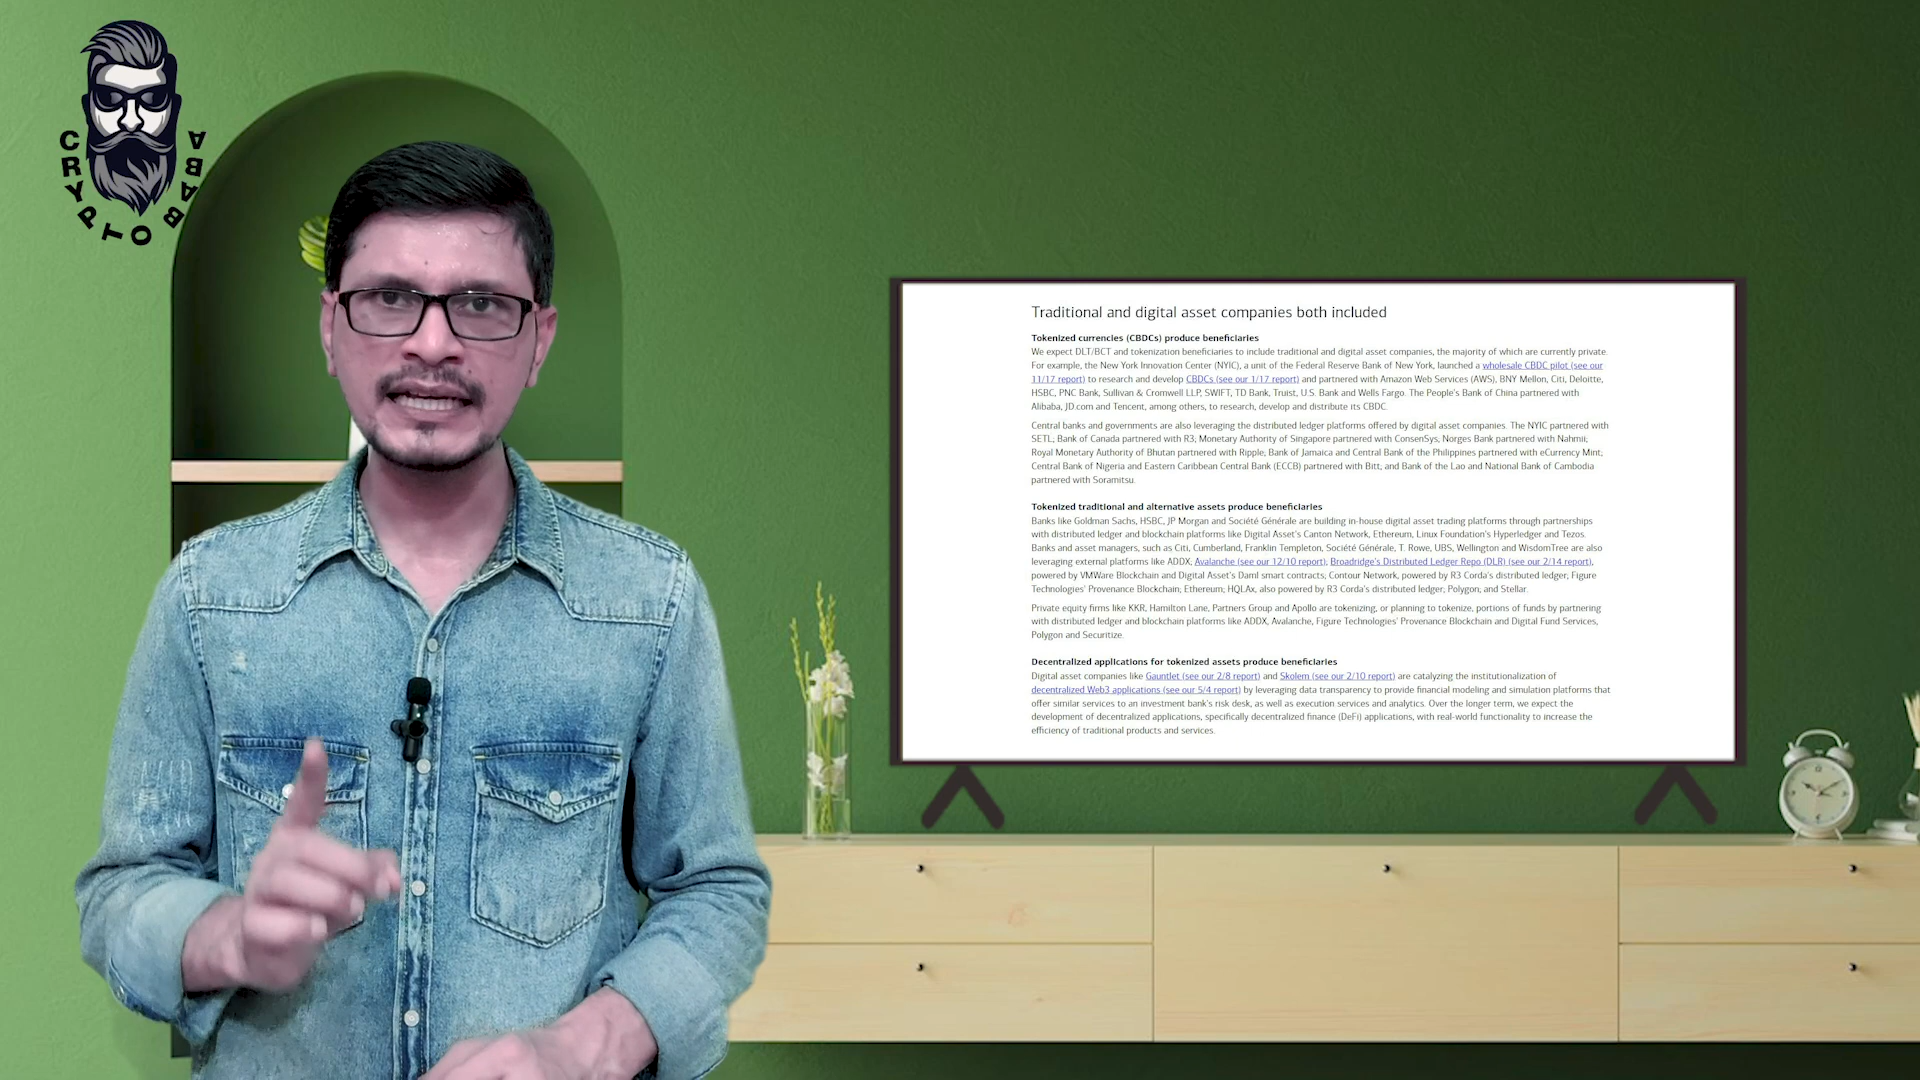 CRYPTO BABA
Traditional and digital asset companies both included
Tokenized currencies (CBDCs) produce beneficiaries
We expect DLT/BCT and tokenization beneficiaries to include traditional and digital asset companies, the majority of which are currently private.
For example, the New York Innovation Center (NYIC), a unit of the Federal Reserve Bank of New York, launched a wholesale CBDC pilot (see our
11/17 report) to research and develop CBDCs (see our 1/17 report) and partnered with Amazon Web Services (AWS), BNY Mellon, Citi, Deloitte,
HSBC, PNC Bank, Sullivan & Cromwell LLP, SWIFT, TD Bank, Truist, U.S. Bank and Wells Fargo. The People's Bank of China partnered with
Alibaba, JD.com and Tencent, among others, to research, develop and distribute its CBDC.
Central banks and governments are also leveraging the distributed ledger platforms offered by digital asset companies. The NYIC partnered with
SETL; Bank of Canada partnered with R3; Monetary Authority of Singapore partnered with ConsenSys; Norges Bank partnered with Nahmii;
Royal Monetary Authority of Bhutan partnered with Ripple; Bank of Jamaica and Central Bank of the Philippines partnered with eCurrency Mint;
Central Bank of Nigeria and Eastern Caribbean Central Bank (ECCB) partnered with Bitt; and Bank of the Lao and National Bank of Cambodia
partnered with Soramitsu.
Tokenized traditional and alternative assets produce beneficiaries
Banks like Goldman Sachs, HSBC, JP Morgan and Société Générale are building in-house digital asset trading platforms through partnerships
with distributed ledger and blockchain platforms like Digital Asset's Canton Network, Ethereum, Linux Foundation's Hyperledger and Tezos.
Banks and asset managers, such as Citi, Cumberland, Franklin Templeton, Société Générale, T. Rowe, UBS, Wellington and WisdomTree are also
leveraging external platforms like ADDX, Avalanche (see our 12/10 report), Broadridge's Distributed Ledger Repo (DLR) (see our 2/14 report),
powered by VMWare Blockchain and Digital Asset's Daml smart contracts; Contour Network, powered by R3 Corda's distributed ledger; Figure
Technologies' Provenance Blockchain; Ethereum; HQLAx, also powered by R3 Corda's distributed ledger; Polygon; and Stellar.
Private equity firms like KKR, Hamilton Lane, Partners Group and Apollo are tokenizing, or planning to tokenize, portions of funds by partnering
with distributed ledger and blockchain platforms like ADDX, Avalanche, Figure Technologies' Provenance Blockchain and Digital Fund Services,
Polygon and Securitize.
Decentralized applications for tokenized assets produce beneficiaries
Digital asset companies like Gauntlet (see our 2/8 report) and Skolem (see our 2/10 report) are catalyzing the institutionalization of
decentralized Web3 applications (see our 5/4 report) by leveraging data transparency to provide financial modeling and simulation platforms that
offer similar services to an investment bank's risk desk, as well as execution services and analytics. Over the longer term, we expect the
development of decentralized applications, specifically decentralized finance (DeFi) applications, with real-world functionality to increase the
efficiency of traditional products and services.